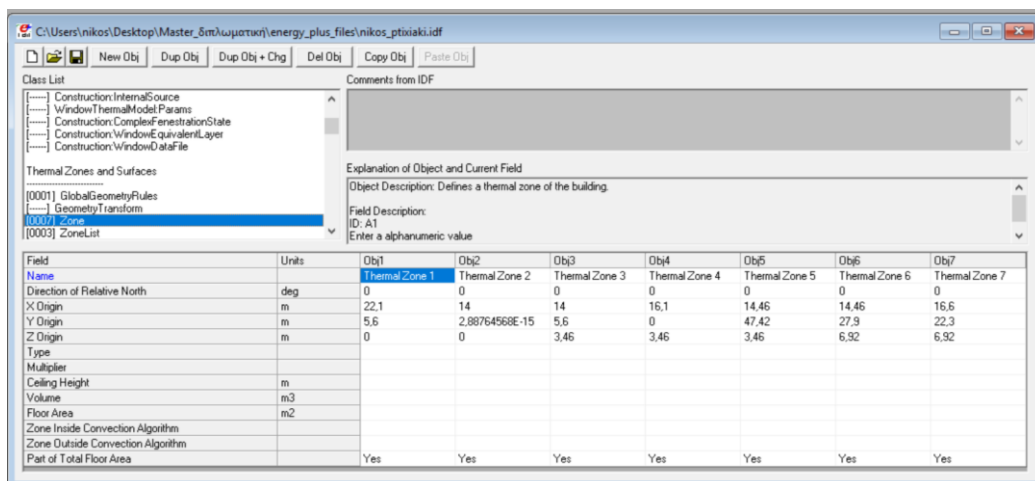 C:\Users\nikos\Desktop\Master_διπλωματική\energy_plus_files\nikos_ptixiaki.idf
New Obj Dup Obj Dup Obj + Chg Del Obj Copy Obj Paste Obj
Class List Comments from IDF
[------] Construction:InternalSource
[------] WindowThermalModel:Params
[------] Construction:ComplexFenestrationState
[------] Construction:WindowEquivalentLayer
[------] Construction:WindowDataFile
Thermal Zones and Surfaces
-------------------------
[0001] GlobalGeometryRules
[------] GeometryTransform
[0007] Zone
[0003] ZoneList
Explanation of Object and Current Field
Object Description: Defines a thermal zone of the building.
Field Description:
ID: A1
Enter a alphanumeric value
Field Units Obj1 Obj2 Obj3 Obj4 Obj5 Obj6 Obj7
Name Thermal Zone 1 Thermal Zone 2 Thermal Zone 3 Thermal Zone 4 Thermal Zone 5 Thermal Zone 6 Thermal Zone 7
Direction of Relative North deg 0 0 0 0 0 0 0
X Origin m 22,1 14 14 16,1 14,46 14,46 16,6
Y Origin m 5,6 2,88764568E-15 5,6 0 47,42 27,9 22,3
Z Origin m 0 0 3,46 3,46 3,46 6,92 6,92
Type
Multiplier
Ceiling Height m
Volume m3
Floor Area m2
Zone Inside Convection Algorithm
Zone Outside Convection Algorithm
Part of Total Floor Area Yes Yes Yes Yes Yes Yes Yes